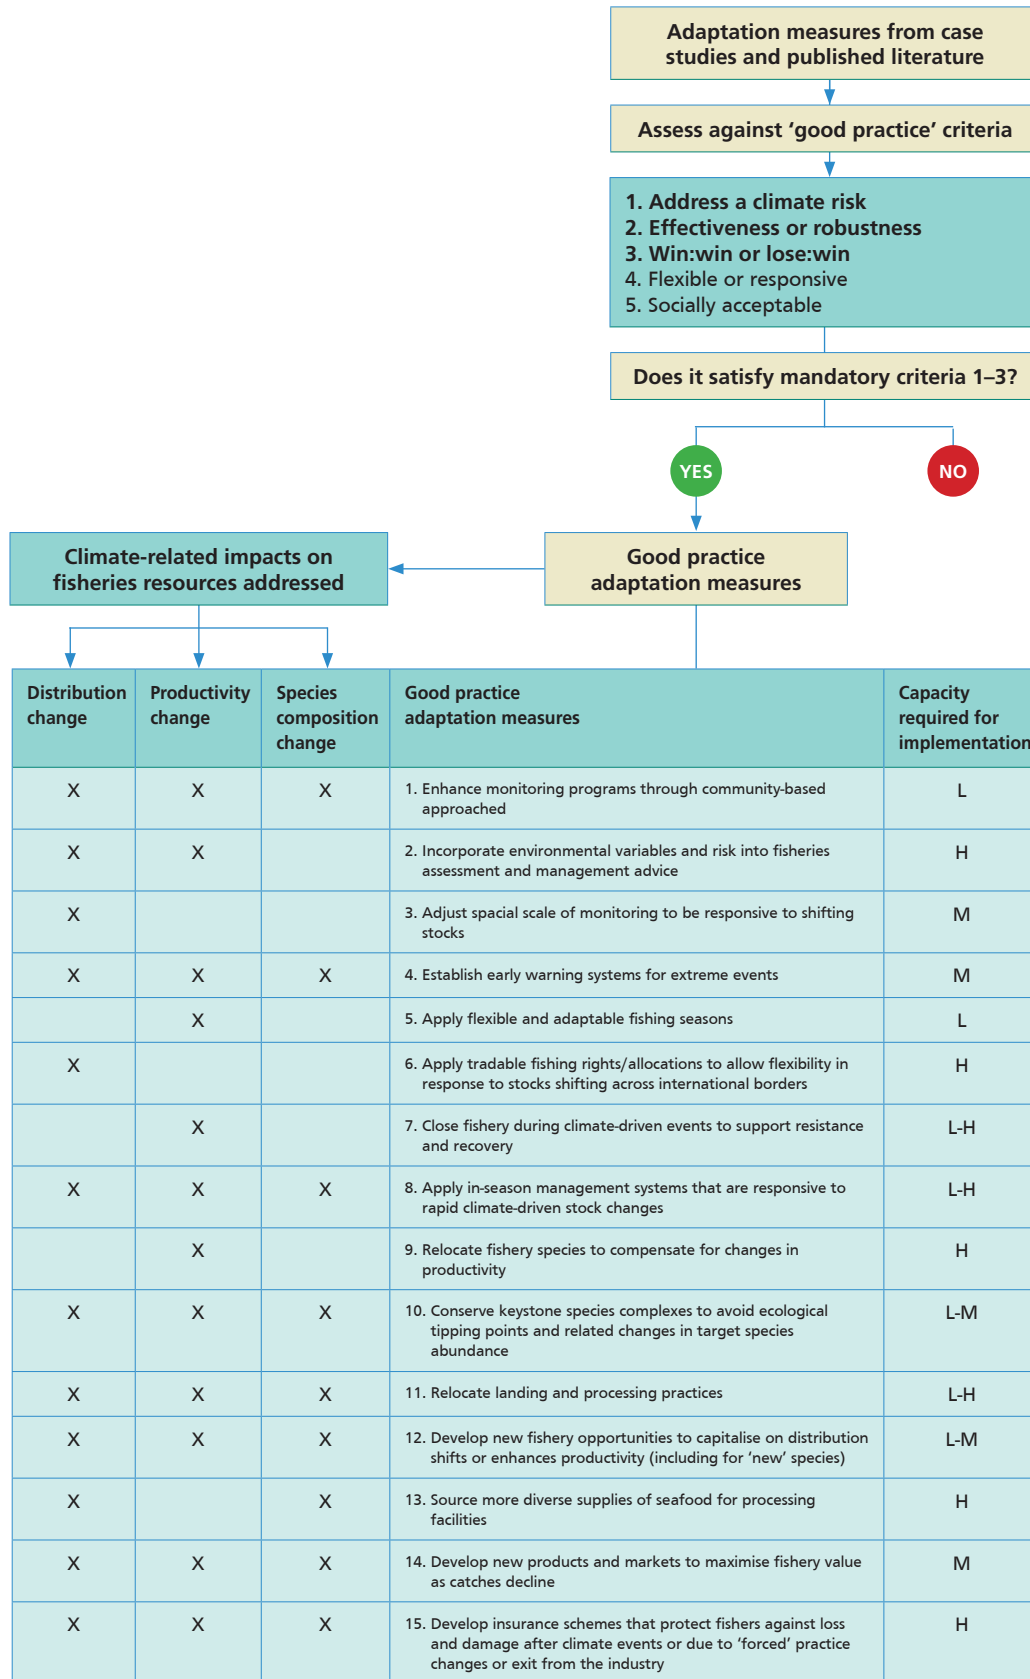 Adaptation measures from case
studies and published literature
Assess against ‘good practice’ criteria
1. Address a climate risk
2. Effectiveness or robustness
3. Win:win or lose:win
4. Flexible or responsive
5. Socially acceptable
Does it satisfy mandatory criteria 1–3?
YES
NO
Climate-related impacts on
fisheries resources addressed
Good practice
adaptation measures
Distribution
change
Productivity
change
Species
composition
change
Good practice
adaptation measures
Capacity
required for
implementation
X X X 1. Enhance monitoring programs through community-based L
approached
X X 2. Incorporate environmental variables and risk into fisheries H
assessment and management advice
X 3. Adjust spacial scale of monitoring to be responsive to shifting M
stocks
X X X 4. Establish early warning systems for extreme events M
X 5. Apply flexible and adaptable fishing seasons L
X 6. Apply tradable fishing rights/allocations to allow flexibility in H
response to stocks shifting across international borders
X 7. Close fishery during climate-driven events to support resistance L-H
and recovery
X X X 8. Apply in-season management systems that are responsive to L-H
rapid climate-driven stock changes
X 9. Relocate fishery species to compensate for changes in H
productivity
X X X 10. Conserve keystone species complexes to avoid ecological L-M
tipping points and related changes in target species
abundance
X X X 11. Relocate landing and processing practices L-H
X X X 12. Develop new fishery opportunities to capitalise on distribution L-M
shifts or enhances productivity (including for ‘new’ species)
X X 13. Source more diverse supplies of seafood for processing H
facilities
X X X 14. Develop new products and markets to maximise fishery value M
as catches decline
X X X 15. Develop insurance schemes that protect fishers against loss H
and damage after climate events or due to ‘forced’ practice
changes or exit from the industry